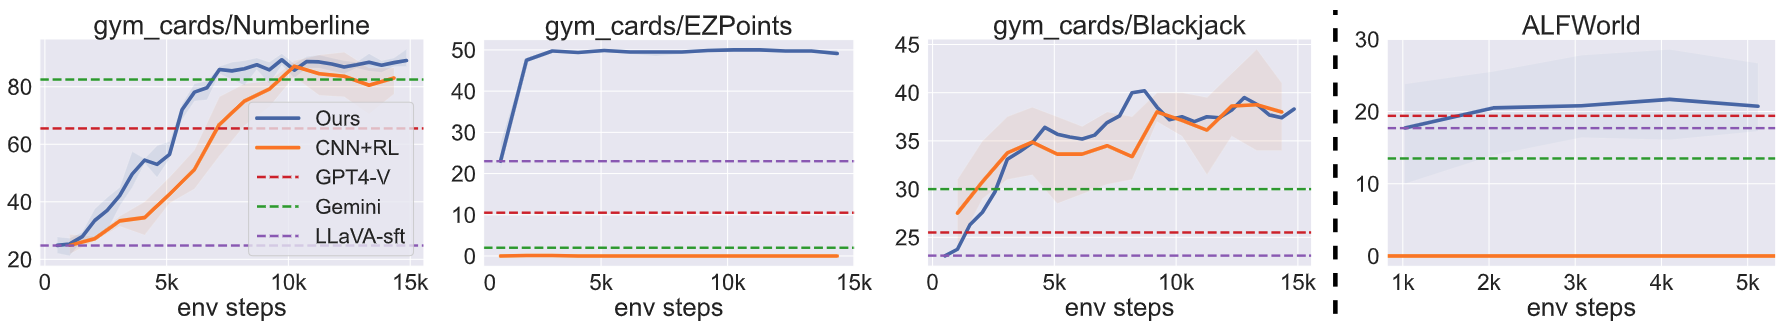 gym_cards/Numberline
80
60
40
20
0
5k
10k
15k
env steps
Ours
CNN+RL
GPT4-V
Gemini
LLaVA-sft
gym_cards/EZPoints
50
40
30
20
10
0
0
5k
10k
15k
env steps
gym_cards/Blackjack
45
40
35
30
25
0
5k
10k
15k
env steps
ALFWorld
30
20
10
0
1k
2k
3k
4k
5k
env steps